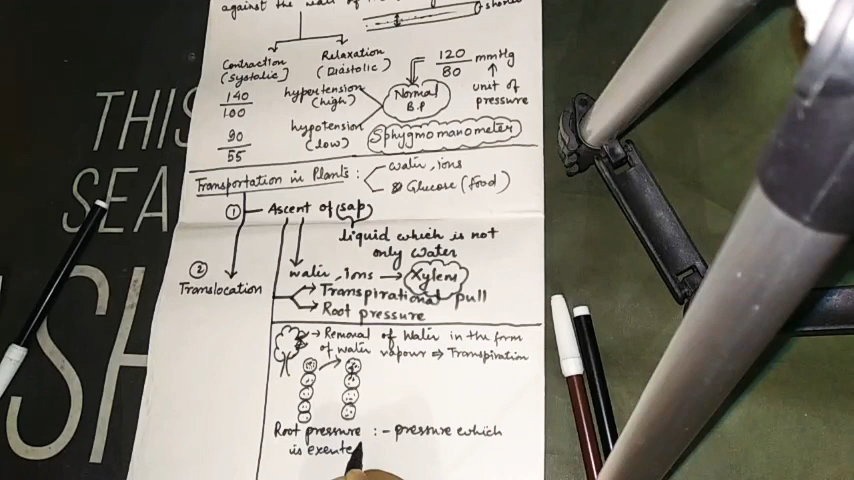 against the wall of
Contraction
(Systolic)
Relaxation
(Diastolic)
140
100
hypertension
(high)
Normal
B.P
120
80
mmHg
unit of
pressure
90
55
hypotension
(low)
Sphygmomanometer
Transportation in Plants :
water, ions
Glucose (food)
① Ascent of (sap)
liquid which is not
only water
② Translocation
water, ions → Xylem
Transpirational pull
Root pressure
→ Removal of Water in the form
of water vapour ⇒ Transpiration
Root pressure :- pressure which
is exerte
THIS
SEA
SH